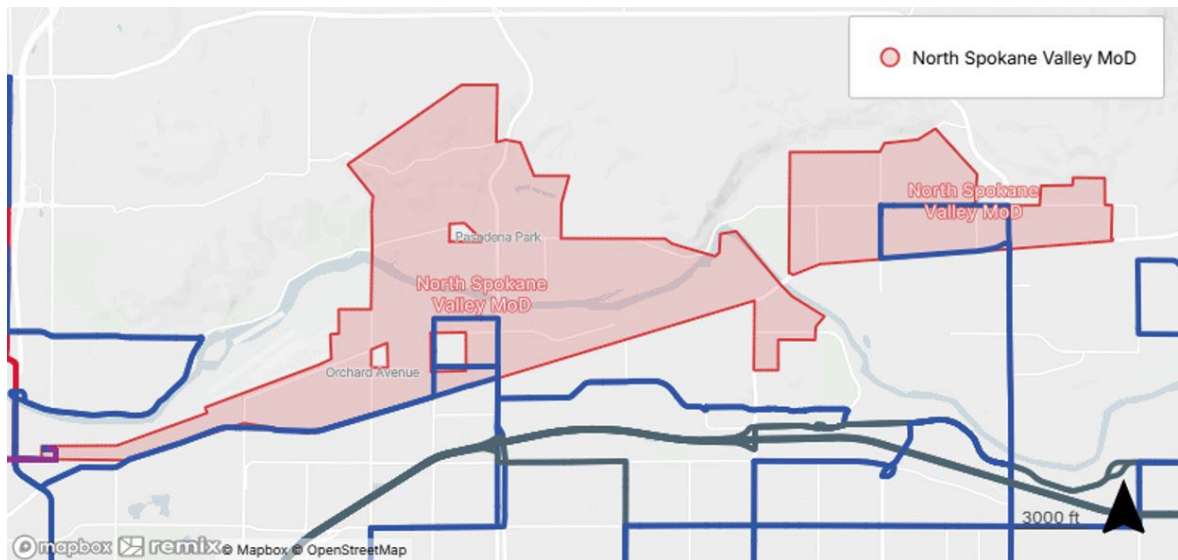 North Spokane Valley MoD
North Spokane
Valley MoD
Pasadena Park
North Spokane
Valley MoD
Orchard Avenue
3000 ft
mapbox remix © Mapbox © OpenStreetMap